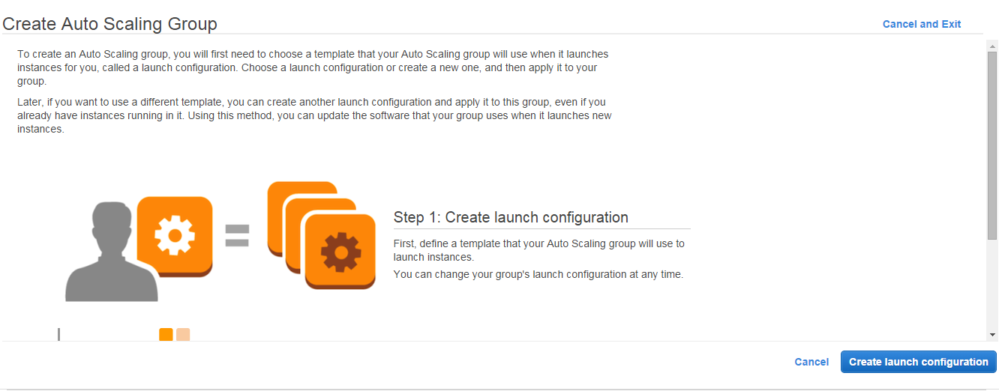 Create Auto Scaling Group
Cancel and Exit
To create an Auto Scaling group, you will first need to choose a template that your Auto Scaling group will use when it launches
instances for you, called a launch configuration. Choose a launch configuration or create a new one, and then apply it to your
group.
Later, if you want to use a different template, you can create another launch configuration and apply it to this group, even if you
already have instances running in it. Using this method, you can update the software that your group uses when it launches new
instances.
Step 1: Create launch configuration
First, define a template that your Auto Scaling group will use to
launch instances.
You can change your group's launch configuration at any time.
Cancel
Create launch configuration